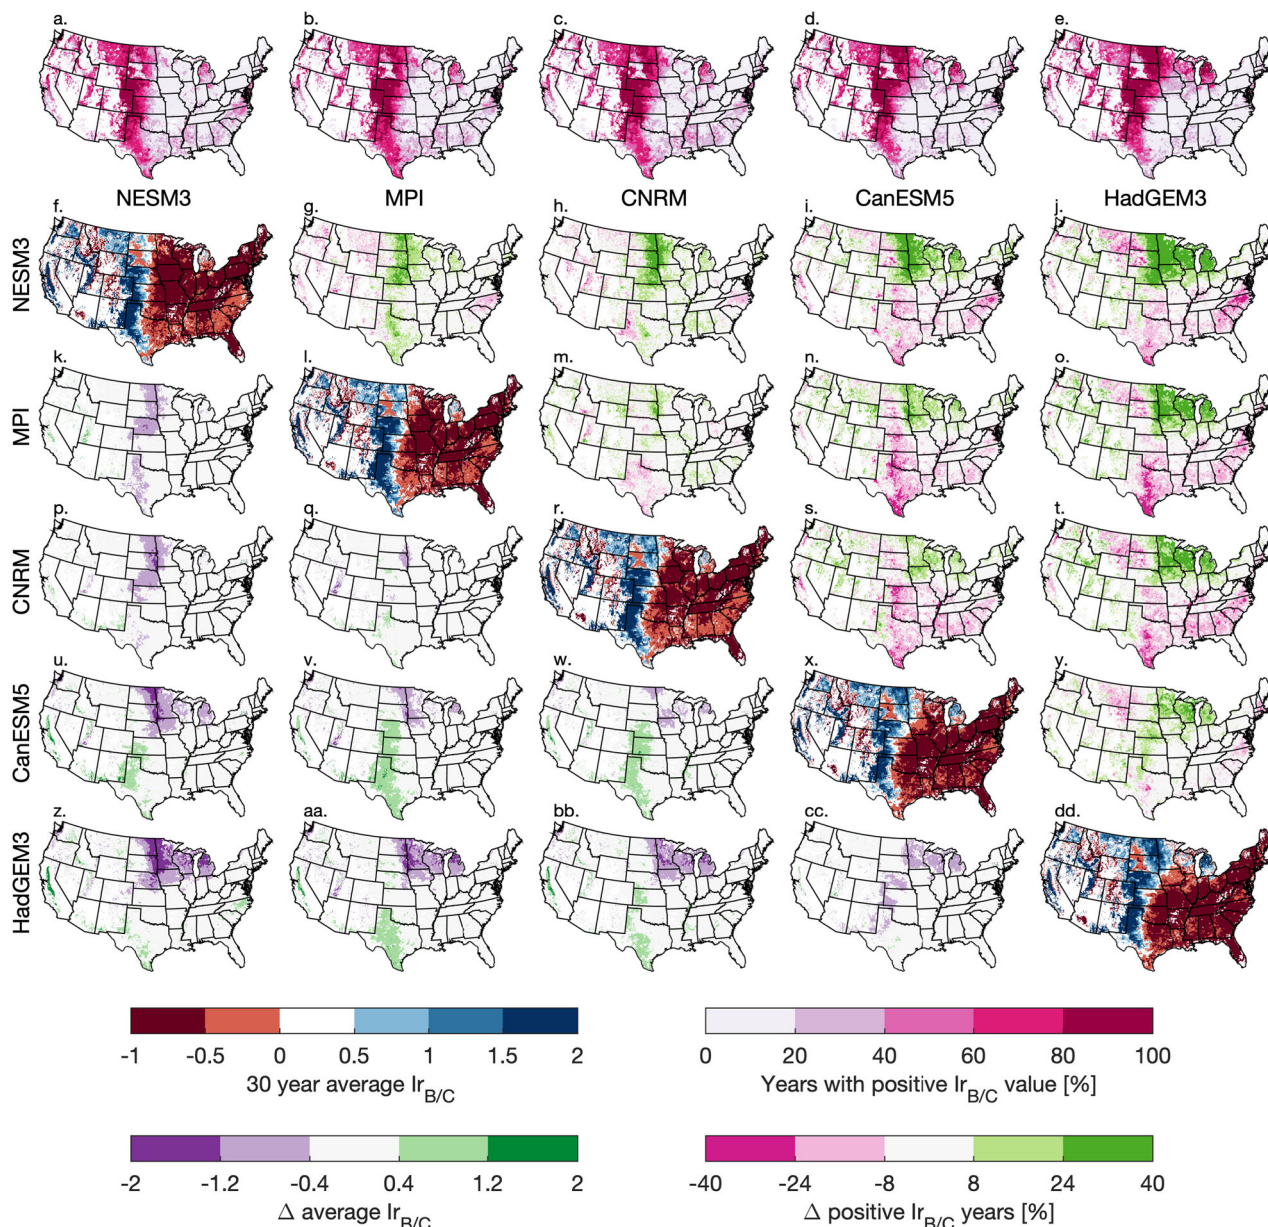 a. b. c. d. e.
NESM3 MPI CNRM CanESM5 HadGEM3
NESM3 f. g. h. i. j.
MPI k. l. m. n. o.
CNRM p. q. r. s. t.
CanESM5 u. v. w. x. y.
HadGEM3 z. aa. bb. cc. dd.
-1 -0.5 0 0.5 1 1.5 2
30 year average Ir_B/C
0 20 40 60 80 100
Years with positive Ir_B/C value [%]
-2 -1.2 -0.4 0.4 1.2 2
Δ average Ir_B/C
-40 -24 -8 8 24 40
Δ positive Ir_B/C years [%]